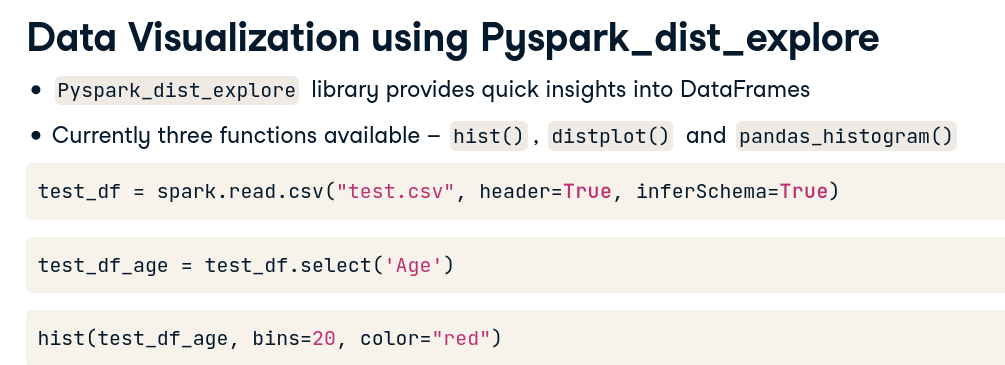 Data Visualization using Pyspark_dist_explore
• Pyspark_dist_explore library provides quick insights into DataFrames
• Currently three functions available – hist() , distplot() and pandas_histogram()
test_df = spark.read.csv("test.csv", header=True, inferSchema=True)
test_df_age = test_df.select('Age')
hist(test_df_age, bins=20, color="red")